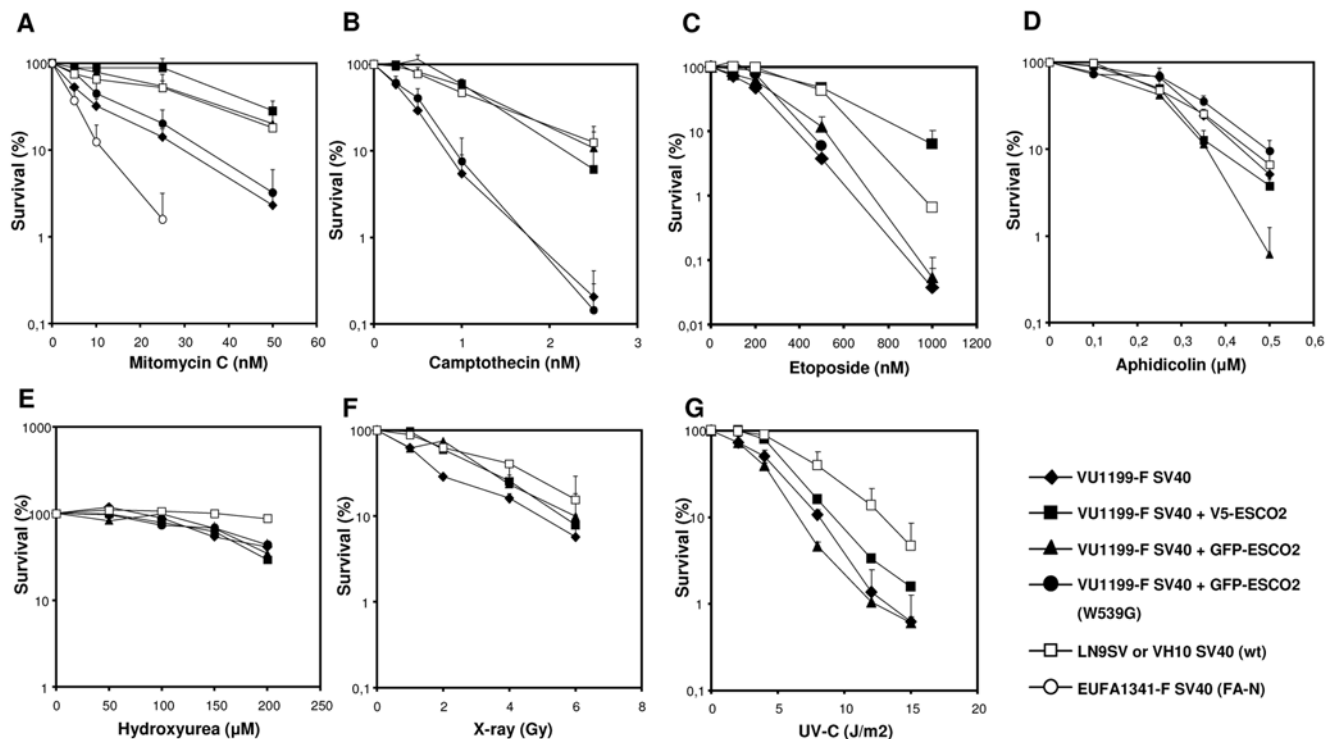 A
Survival (%)
100
10
1
0,1
0 10 20 30 40 50 60
Mitomycin C (nM)
B
Survival (%)
100
10
1
0,1
0 1 2 3
Camptothecin (nM)
C
Survival (%)
100
10
1
0,1
0,01
0 200 400 600 800 1000 1200
Etoposide (nM)
D
Survival (%)
100
10
1
0,1
0 0,1 0,2 0,3 0,4 0,5 0,6
Aphidicolin (µM)
E
Survival (%)
1000
100
10
1
0 50 100 150 200 250
Hydroxyurea (µM)
F
Survival (%)
100
10
1
0,1
0 2 4 6 8
X-ray (Gy)
G
Survival (%)
100
10
1
0,1
0 5 10 15 20
UV-C (J/m2)
VU1199-F SV40
VU1199-F SV40 + V5-ESCO2
VU1199-F SV40 + GFP-ESCO2
VU1199-F SV40 + GFP-ESCO2
(W539G)
LN9SV or VH10 SV40 (wt)
EUFA1341-F SV40 (FA-N)